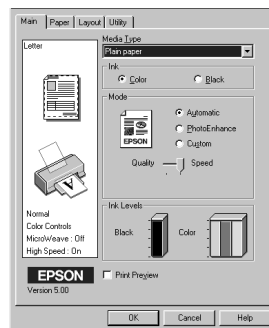 Main Paper Layout Utility
Letter
Media Type
Plain paper
Ink
Color Black
Mode
EPSON
Automatic
PhotoEnhance
Custom
Quality Speed
A
Normal
Color Controls
MicroWeave : Off
High Speed : On
Ink Levels
Black Color
EPSON
Version 5.00
Print Preview
OK Cancel Help